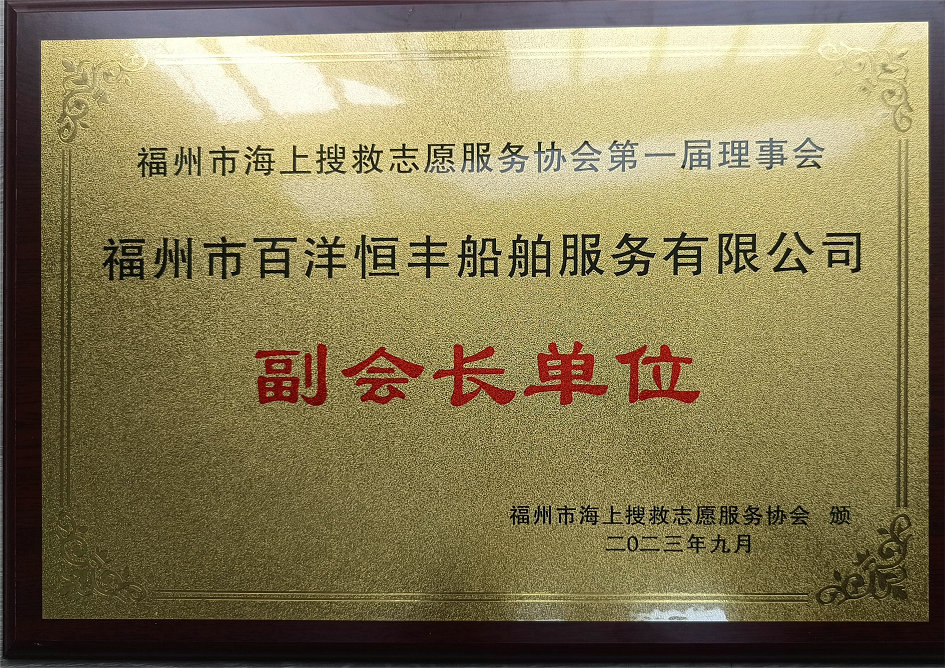 福州市海上搜救志愿服务协会第一届理事会
福州市百洋恒丰船舶服务有限公司
副会长单位
福州市海上搜救志愿服务协会 颁
二〇二三年九月